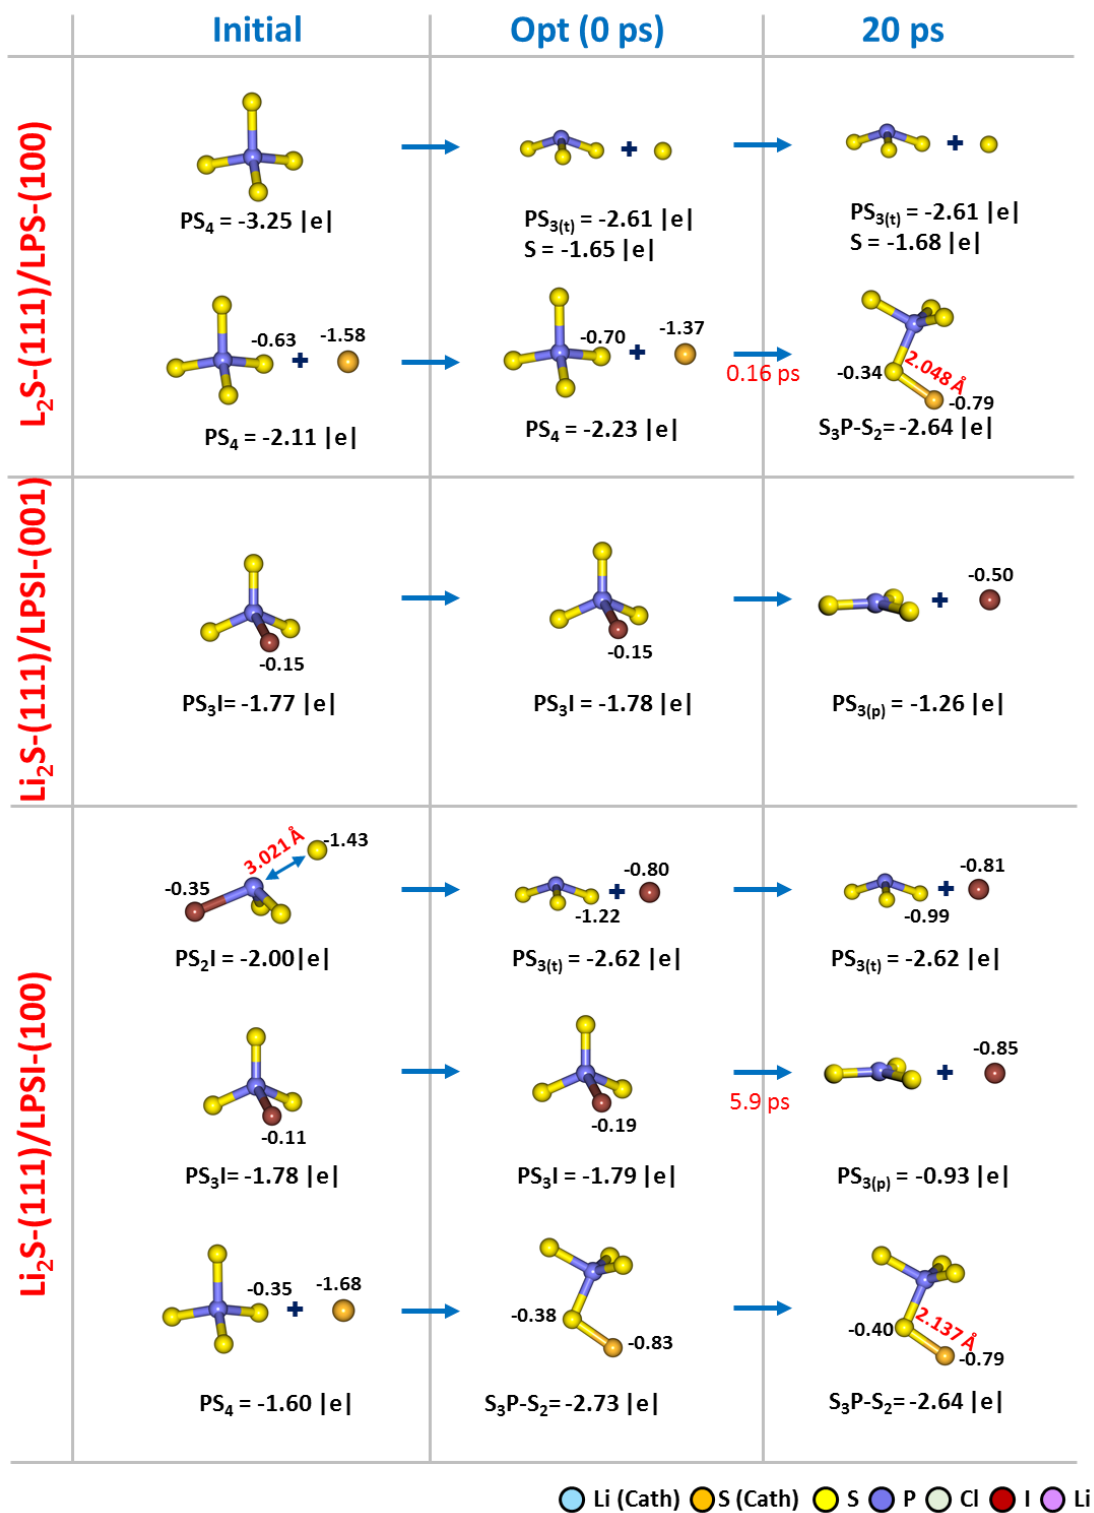 Initial Opt (0 ps) 20 ps
L2S-(111)/LPS-(100)
PS4 = -3.25 |e|
PS3(t) = -2.61 |e|
S = -1.65 |e|
PS3(t) = -2.61 |e|
S = -1.68 |e|
-0.63 + -1.58
PS4 = -2.11 |e|
-0.70 + -1.37
PS4 = -2.23 |e|
0.16 ps
-0.34 2.048 Å -0.79
S3P-S2= -2.64 |e|
Li2S-(111)/LPSI-(001)
-0.15
PS3I= -1.77 |e|
-0.15
PS3I = -1.78 |e|
+ -0.50
PS3(p) = -1.26 |e|
Li2S-(111)/LPSI-(100)
-0.35 3.021 Å -1.43
PS2I = -2.00|e|
-1.22 + -0.80
PS3(t) = -2.62 |e|
-0.99 + -0.81
PS3(t) = -2.62 |e|
-0.11
PS3I= -1.78 |e|
-0.19
PS3I = -1.79 |e|
5.9 ps
+ -0.85
PS3(p) = -0.93 |e|
-0.35 + -1.68
PS4 = -1.60 |e|
-0.38 -0.83
S3P-S2= -2.73 |e|
-0.40 2.137 Å -0.79
S3P-S2= -2.64 |e|
Li (Cath) S (Cath) S P Cl I Li